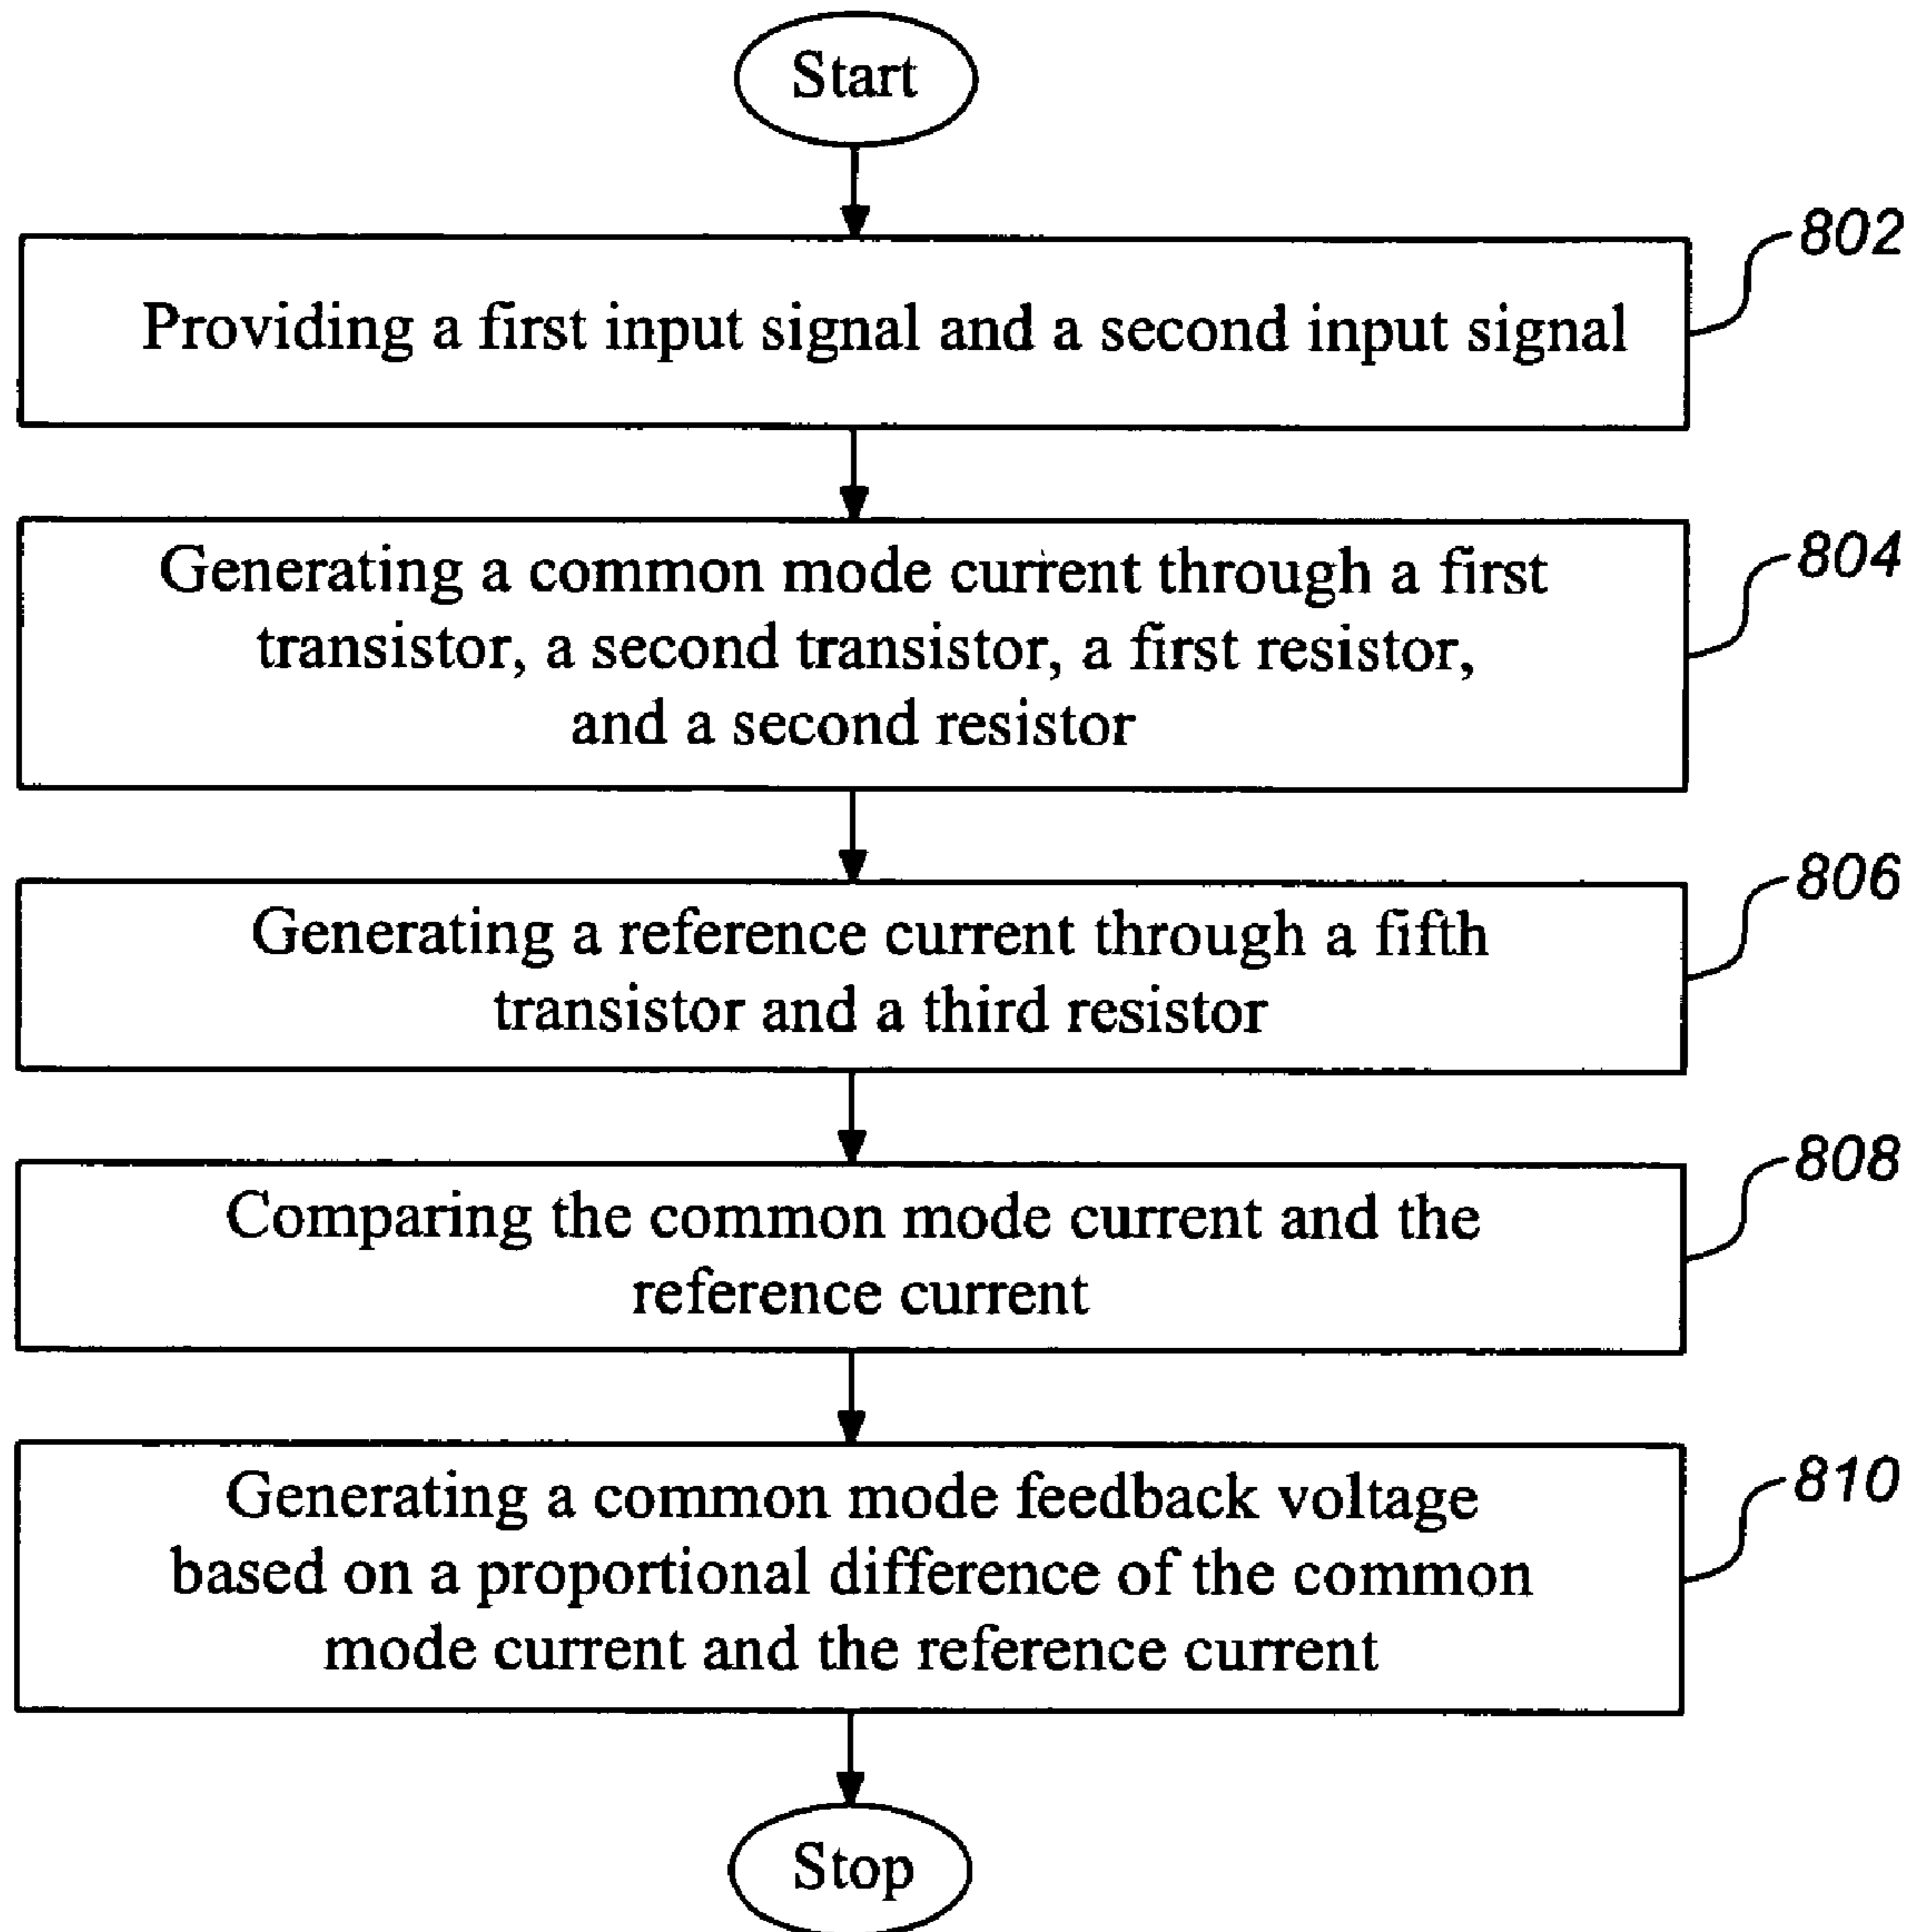 Start
802
Providing a first input signal and a second input signal
804
Generating a common mode current through a first
transistor, a second transistor, a first resistor,
and a second resistor
806
Generating a reference current through a fifth
transistor and a third resistor
808
Comparing the common mode current and the
reference current
810
Generating a common mode feedback voltage
based on a proportional difference of the common
mode current and the reference current
Stop